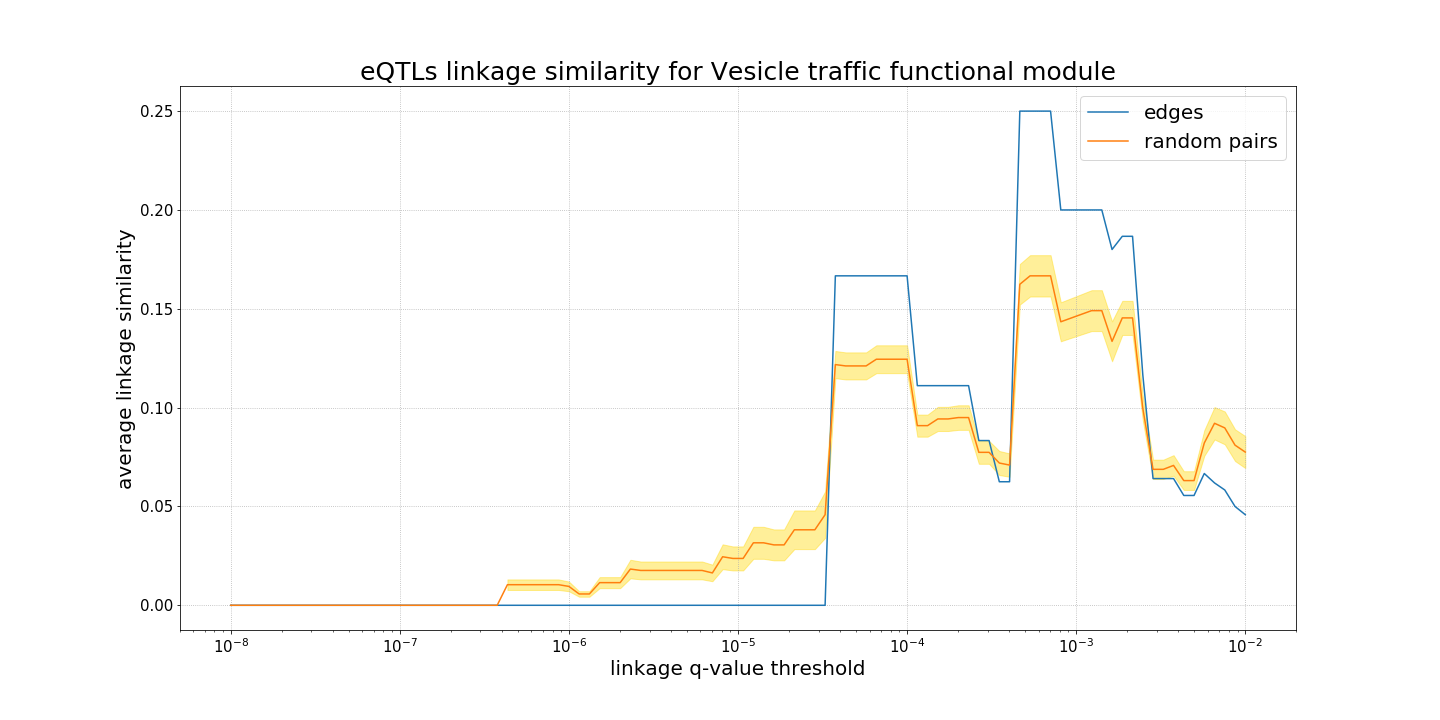 eQTLs linkage similarity for Vesicle traffic functional module
edges
random pairs
average linkage similarity
0.25
0.20
0.15
0.10
0.05
0.00
10⁻⁸ 10⁻⁷ 10⁻⁶ 10⁻⁵ 10⁻⁴ 10⁻³ 10⁻²
linkage q-value threshold